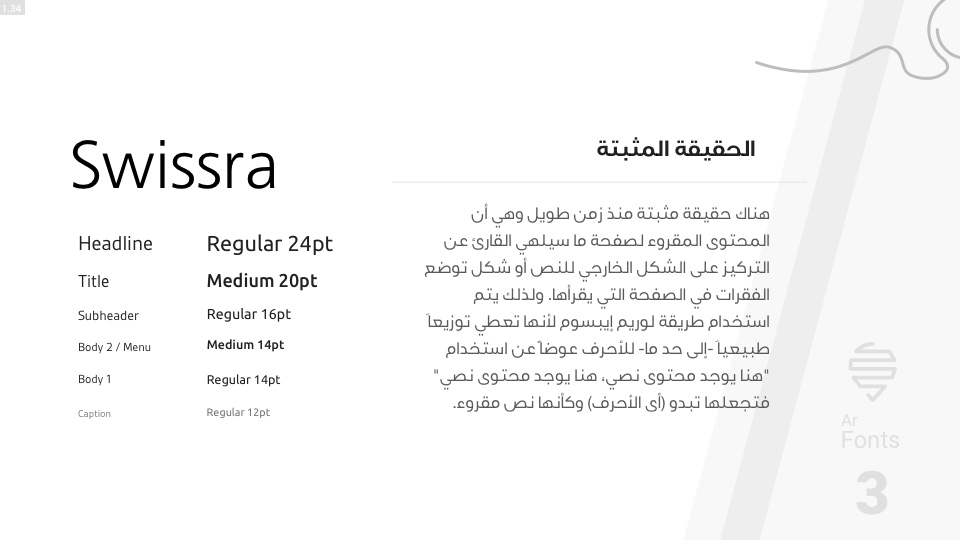 1.34
Swissra
Headline Regular 24pt
Title Medium 20pt
Subheader Regular 16pt
Body 2 / Menu Medium 14pt
Body 1 Regular 14pt
Caption Regular 12pt
الحقيقة المثبتة
هناك حقيقة مثبتة منذ زمن طويل وهي أن
المحتوى المقروء لصفحة ما سيلهي القارئ عن
التركيز على الشكل الخارجي للنص أو شكل توضع
الفقرات في الصفحة التي يقرأها. ولذلك يتم
استخدام طريقة لوريم إيبسوم لأنها تعطي توزيعاَ
طبيعياَ -إلى حد ما- للأحرف عوضاً عن استخدام
"هنا يوجد محتوى نصي، هنا يوجد محتوى نصي"
فتجعلها تبدو (أي الأحرف) وكأنها نص مقروء.
Ar
Fonts
3